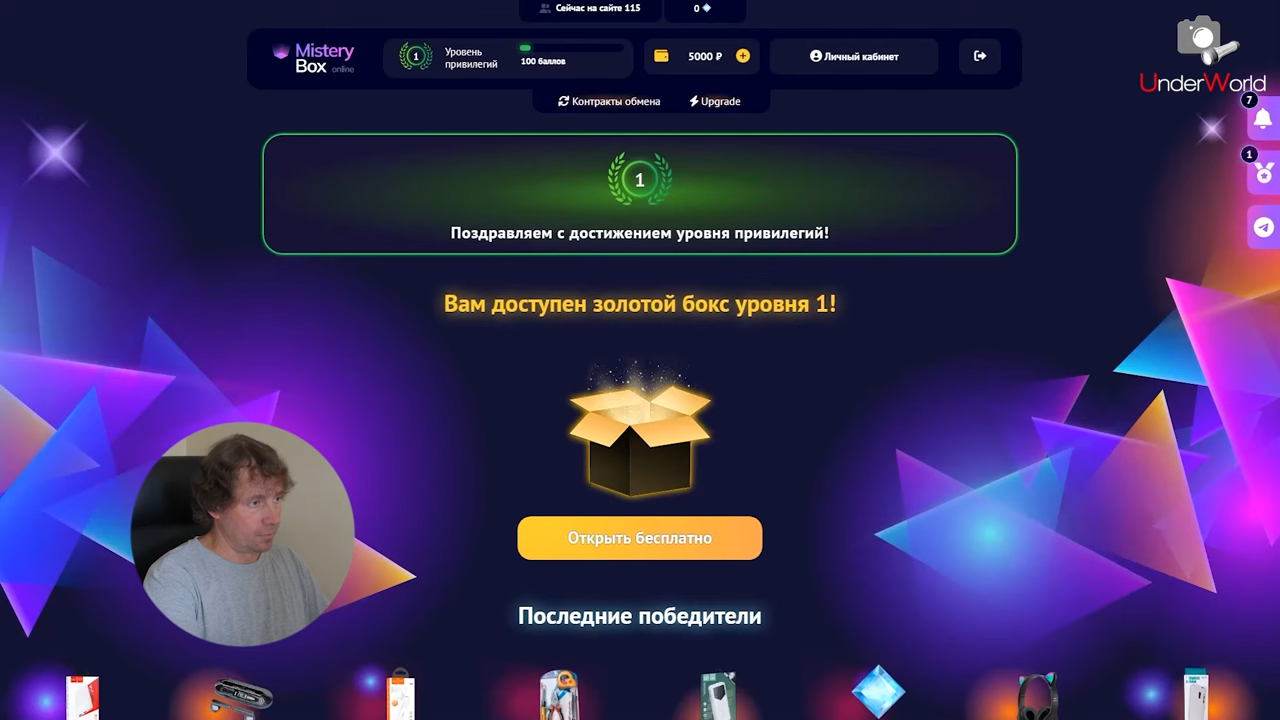 Сейчас на сайте 115
0
Mistery
Box online
1
Уровень
привилегий
100 баллов
5000 ₽
Личный кабинет
Контракты обмена
Upgrade
UnderWorld
7
1
1
Поздравляем с достижением уровня привилегий!
Вам доступен золотой бокс уровня 1!
Открыть бесплатно
Последние победители